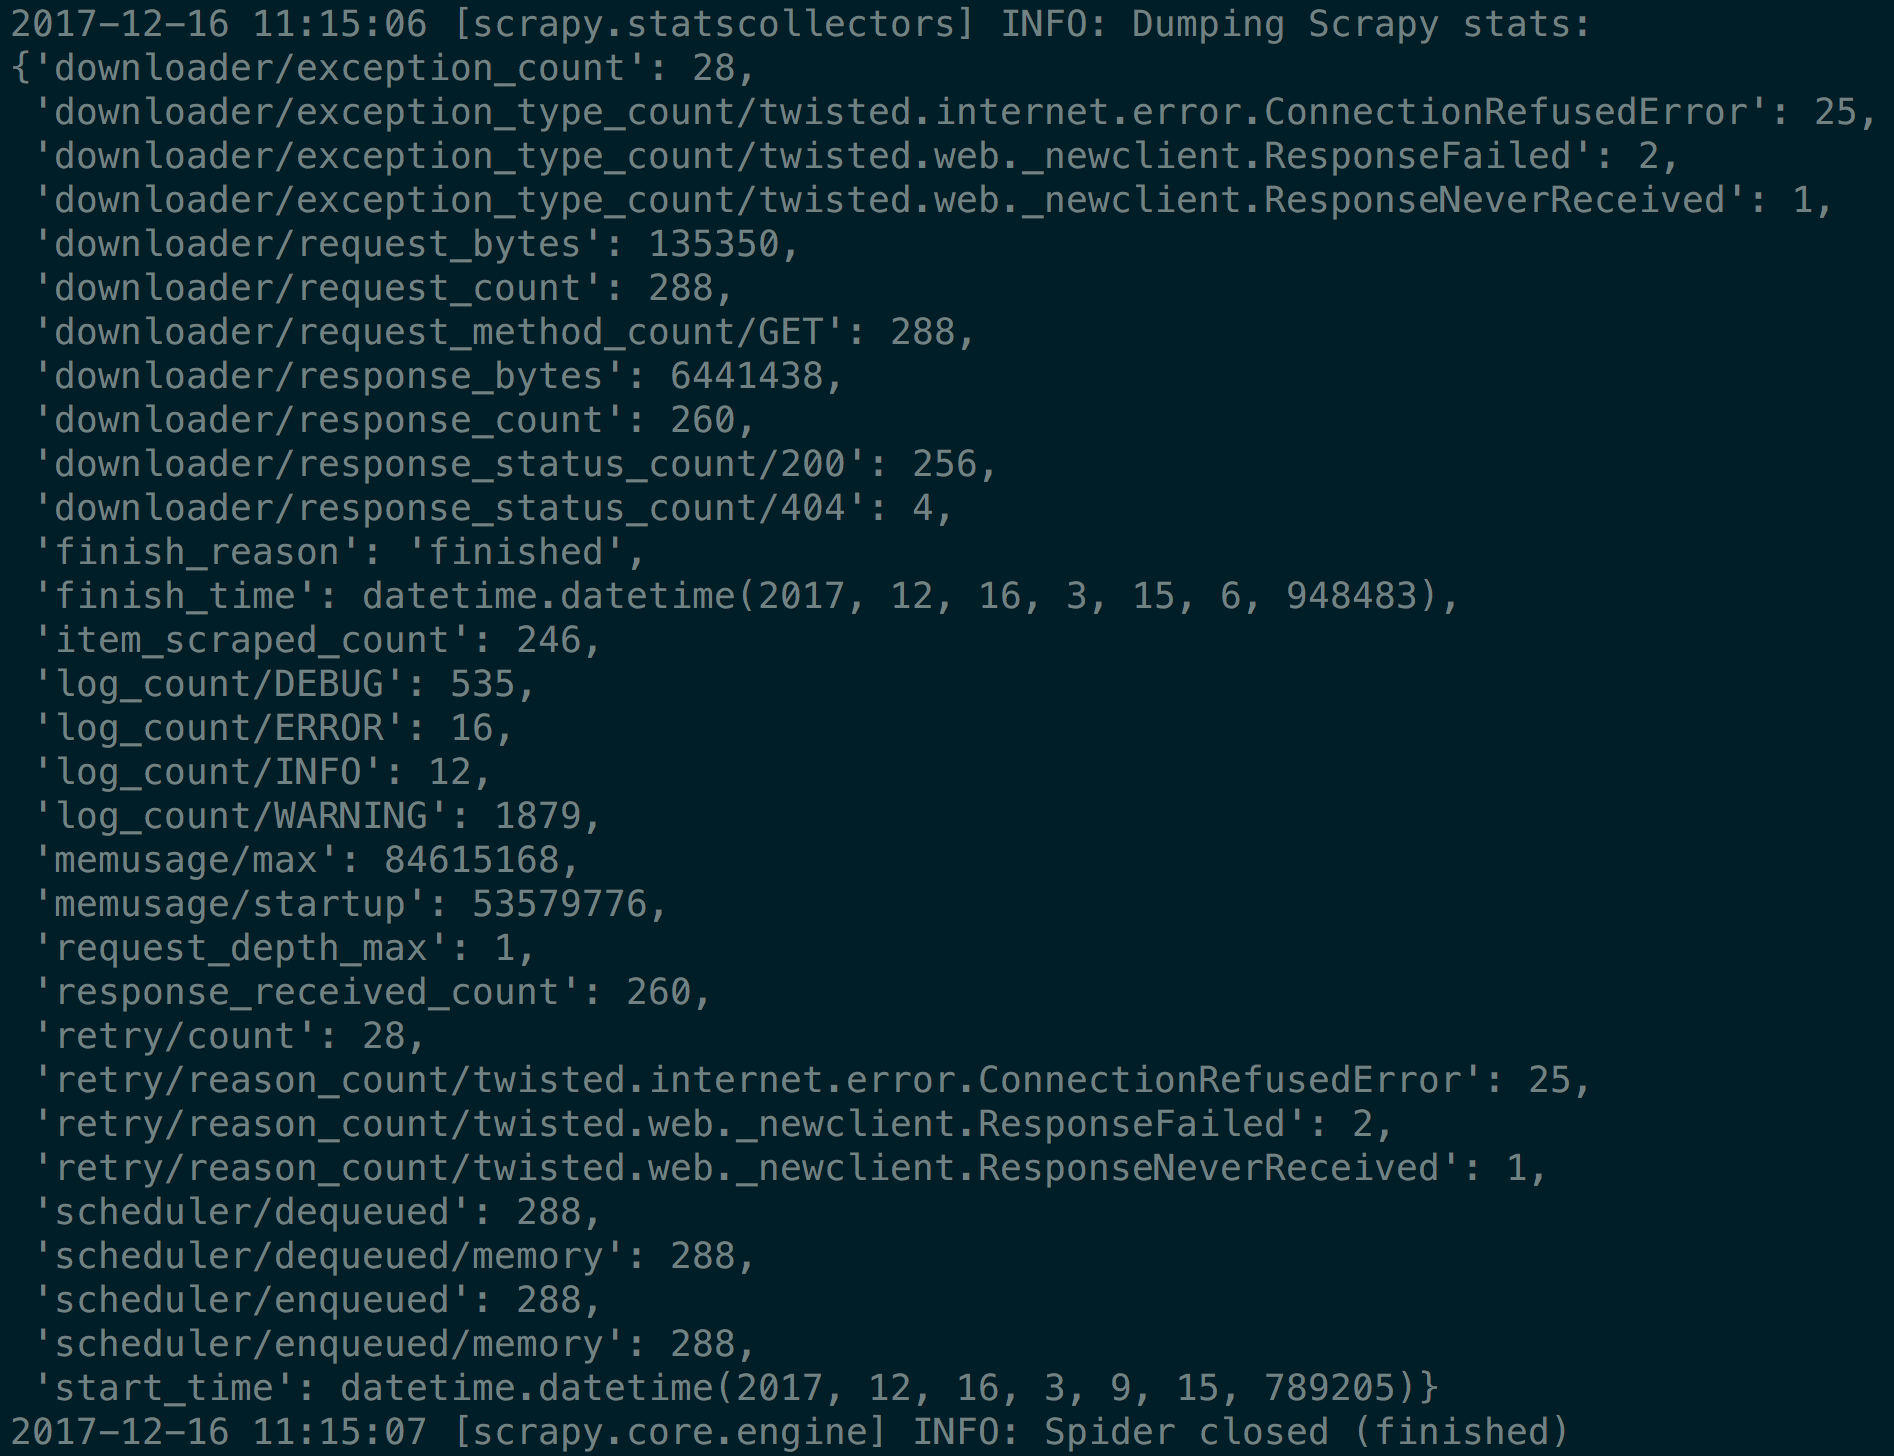 2017-12-16 11:15:06 [scrapy.statscollectors] INFO: Dumping Scrapy stats:
{'downloader/exception_count': 28,
 'downloader/exception_type_count/twisted.internet.error.ConnectionRefusedError': 25,
 'downloader/exception_type_count/twisted.web._newclient.ResponseFailed': 2,
 'downloader/exception_type_count/twisted.web._newclient.ResponseNeverReceived': 1,
 'downloader/request_bytes': 135350,
 'downloader/request_count': 288,
 'downloader/request_method_count/GET': 288,
 'downloader/response_bytes': 6441438,
 'downloader/response_count': 260,
 'downloader/response_status_count/200': 256,
 'downloader/response_status_count/404': 4,
 'finish_reason': 'finished',
 'finish_time': datetime.datetime(2017, 12, 16, 3, 15, 6, 948483),
 'item_scraped_count': 246,
 'log_count/DEBUG': 535,
 'log_count/ERROR': 16,
 'log_count/INFO': 12,
 'log_count/WARNING': 1879,
 'memusage/max': 84615168,
 'memusage/startup': 53579776,
 'request_depth_max': 1,
 'response_received_count': 260,
 'retry/count': 28,
 'retry/reason_count/twisted.internet.error.ConnectionRefusedError': 25,
 'retry/reason_count/twisted.web._newclient.ResponseFailed': 2,
 'retry/reason_count/twisted.web._newclient.ResponseNeverReceived': 1,
 'scheduler/dequeued': 288,
 'scheduler/dequeued/memory': 288,
 'scheduler/enqueued': 288,
 'scheduler/enqueued/memory': 288,
 'start_time': datetime.datetime(2017, 12, 16, 3, 9, 15, 789205)}
2017-12-16 11:15:07 [scrapy.core.engine] INFO: Spider closed (finished)